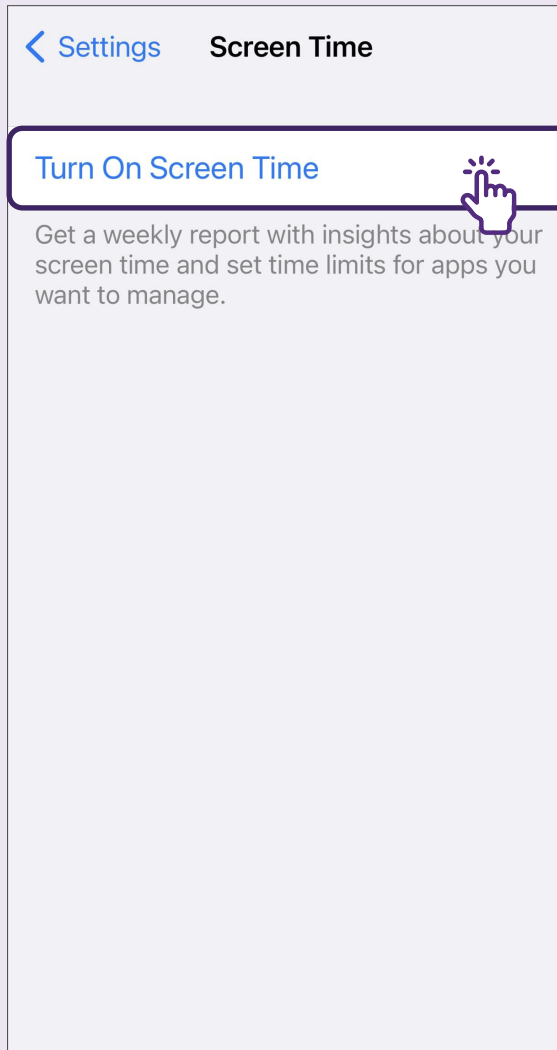 Settings Screen Time
Turn On Screen Time
Get a weekly report with insights about your
screen time and set time limits for apps you
want to manage.